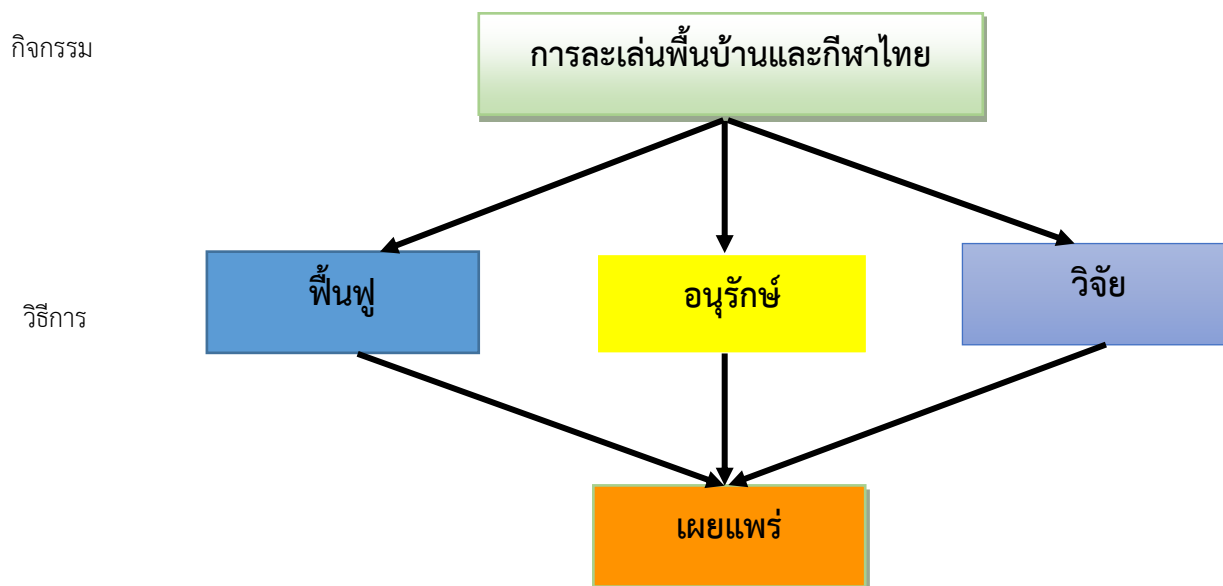 กิจกรรม
การละเล่นพื้นบ้านและกีฬาไทย
วิธีการ
ฟื้นฟู
อนุรักษ์
วิจัย
เผยแพร่